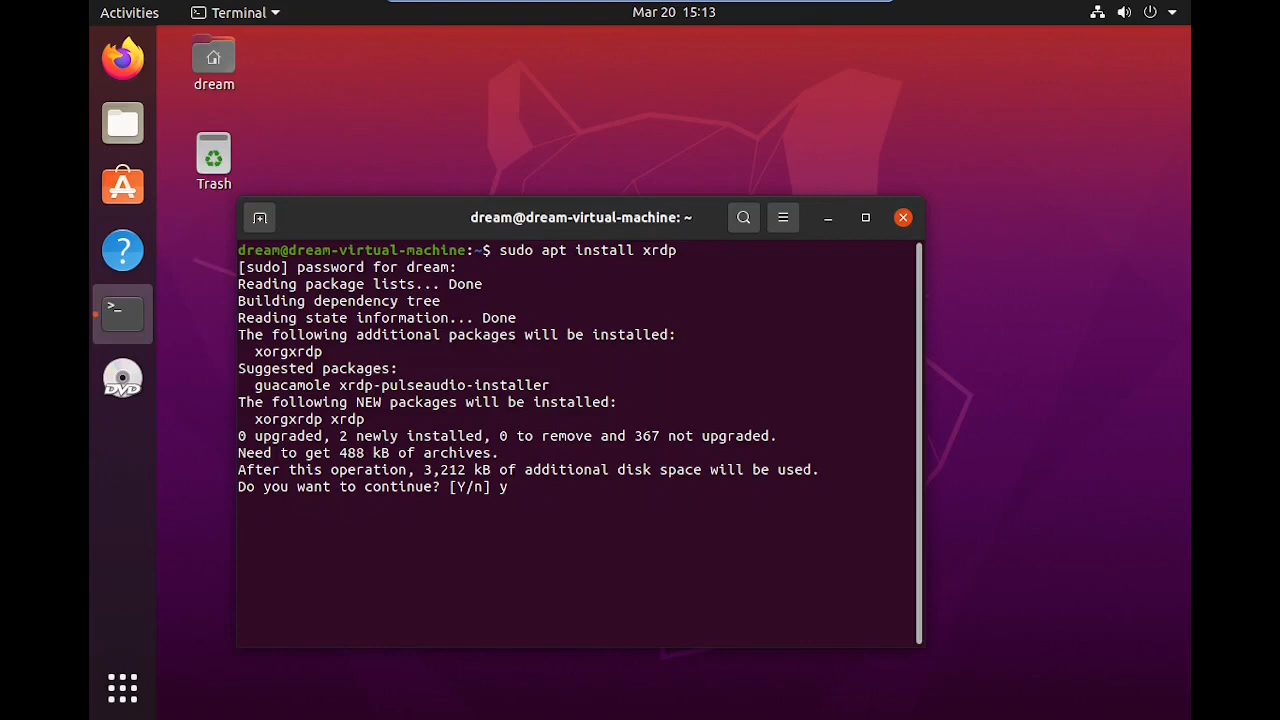 Activities
Terminal
Mar 20 15:13
dream
Trash
dream@dream-virtual-machine: ~
dream@dream-virtual-machine:~$ sudo apt install xrdp
[sudo] password for dream:
Reading package lists... Done
Building dependency tree
Reading state information... Done
The following additional packages will be installed:
  xorgxrdp
Suggested packages:
  guacamole xrdp-pulseaudio-installer
The following NEW packages will be installed:
  xorgxrdp xrdp
0 upgraded, 2 newly installed, 0 to remove and 367 not upgraded.
Need to get 488 kB of archives.
After this operation, 3,212 kB of additional disk space will be used.
Do you want to continue? [Y/n] y
DVD